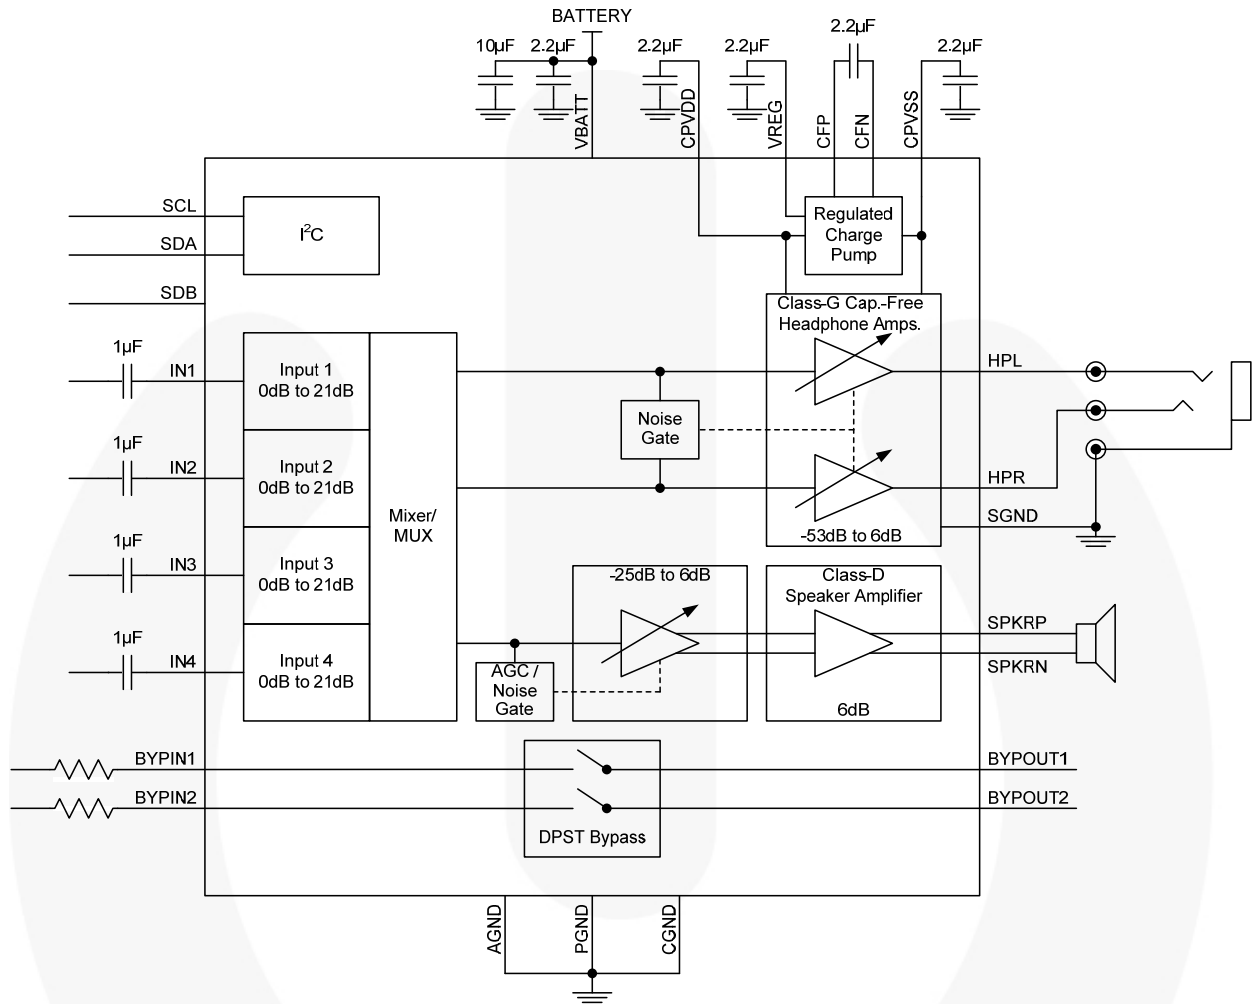 BATTERY
10µF
2.2µF
2.2µF
2.2µF
2.2µF
2.2µF
VBATT
CPVDD
VREG
CFP
CFN
CPVSS
SCL
SDA
SDB
I²C
Regulated
Charge
Pump
Class-G Cap.-Free
Headphone Amps.
1µF
IN1
Input 1
0dB to 21dB
HPL
Noise
Gate
1µF
IN2
Input 2
0dB to 21dB
HPR
Mixer/
MUX
SGND
-53dB to 6dB
1µF
IN3
Input 3
0dB to 21dB
-25dB to 6dB
Class-D
Speaker Amplifier
SPKRP
SPKRN
1µF
IN4
Input 4
0dB to 21dB
AGC /
Noise
Gate
6dB
BYPIN1
BYPOUT1
BYPIN2
BYPOUT2
DPST Bypass
AGND
PGND
CGND